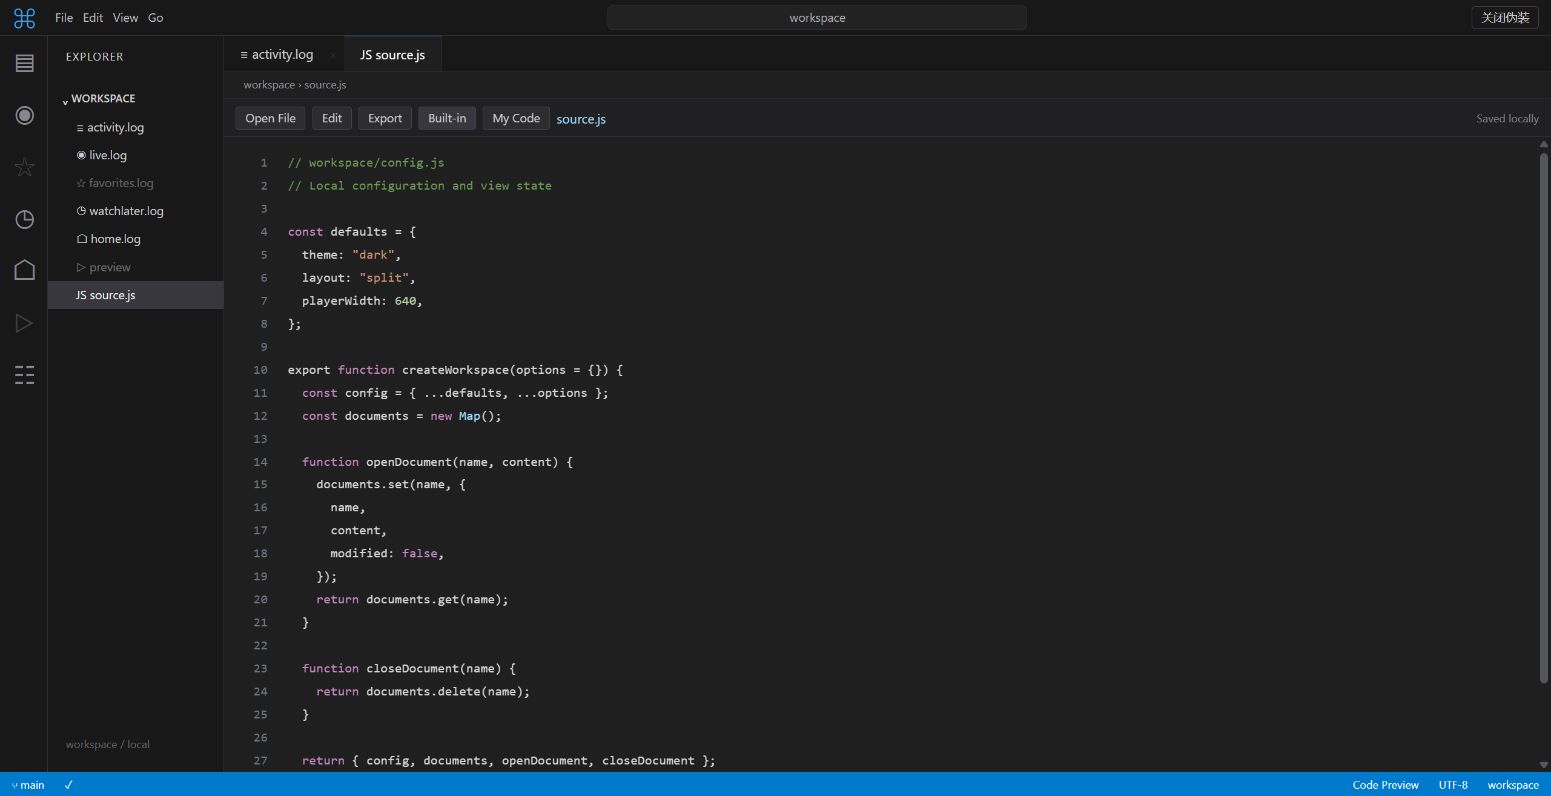 File Edit View Go
workspace
关闭伪装
EXPLORER
WORKSPACE
activity.log
live.log
favorites.log
watchlater.log
home.log
preview
JS source.js
workspace / local
activity.log ×
JS source.js
workspace › source.js
Open File Edit Export Built-in My Code source.js
Saved locally
1 // workspace/config.js
2 // Local configuration and view state
3
4 const defaults = {
5 theme: "dark",
6 layout: "split",
7 playerWidth: 640,
8 };
9
10 export function createWorkspace(options = {}) {
11 const config = { ...defaults, ...options };
12 const documents = new Map();
13
14 function openDocument(name, content) {
15 documents.set(name, {
16 name,
17 content,
18 modified: false,
19 });
20 return documents.get(name);
21 }
22
23 function closeDocument(name) {
24 return documents.delete(name);
25 }
26
27 return { config, documents, openDocument, closeDocument };
main ✓
Code Preview UTF-8 workspace